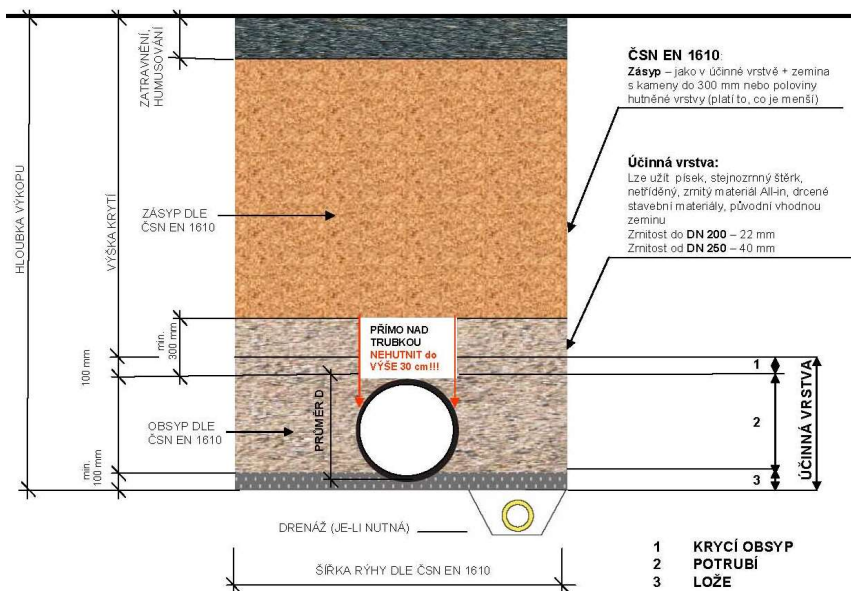 ZATRAVNĚNÍ,
HUMUSOVÁNÍ
HLOUBKA VÝKOPU
VÝŠKA KRYTÍ
ZÁSYP DLE
ČSN EN 1610
ČSN EN 1610:
Zásyp – jako v účinné vrstvě + zemina
s kameny do 300 mm nebo poloviny
hutněné vrstvy (platí to, co je menší)
Účinná vrstva:
Lze užít písek, stejnozrnný štěrk,
netříděný, zrnitý materiál All-in, drcené
stavební materiály, původní vhodnou
zeminu
Zrnitost do DN 200 – 22 mm
Zrnitost od DN 250 – 40 mm
min.
300 mm
100 mm
PŘÍMO NAD
TRUBKOU
NEHUTNIT do
VÝŠE 30 cm!!!
PRŮMĚR D
OBSYP DLE
ČSN EN 1610
min.
100 mm
1
2
3
ÚČINNÁ VRSTVA
DRENÁŽ (JE-LI NUTNÁ)
ŠÍŘKA RÝHY DLE ČSN EN 1610
1 KRYCÍ OBSYP
2 POTRUBÍ
3 LOŽE